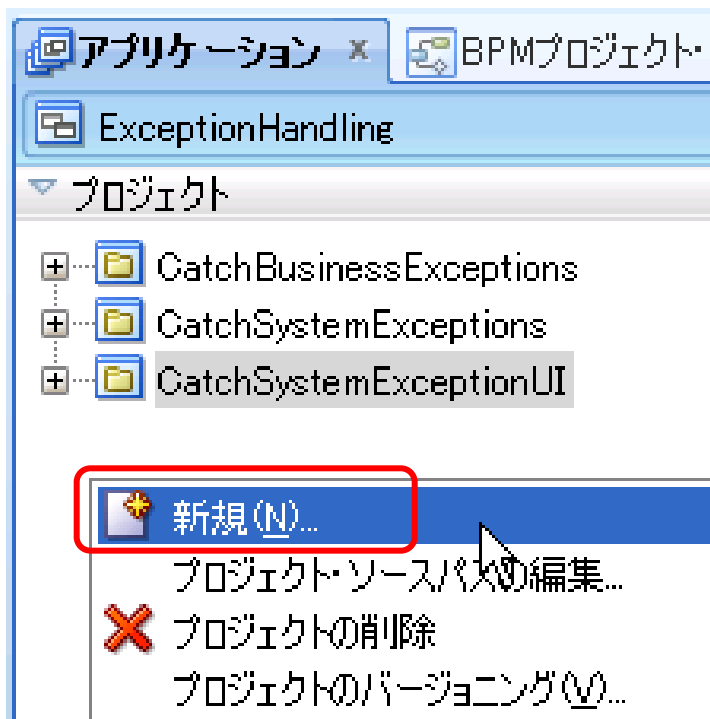 アプリケーション BPMプロジェクト・
ExceptionHandling
プロジェクト
CatchBusinessExceptions
CatchSystemExceptions
CatchSystemExceptionUI
新規(N)...
プロジェクト・ソースパスの編集...
プロジェクトの削除
プロジェクトのバージョニング(V)...